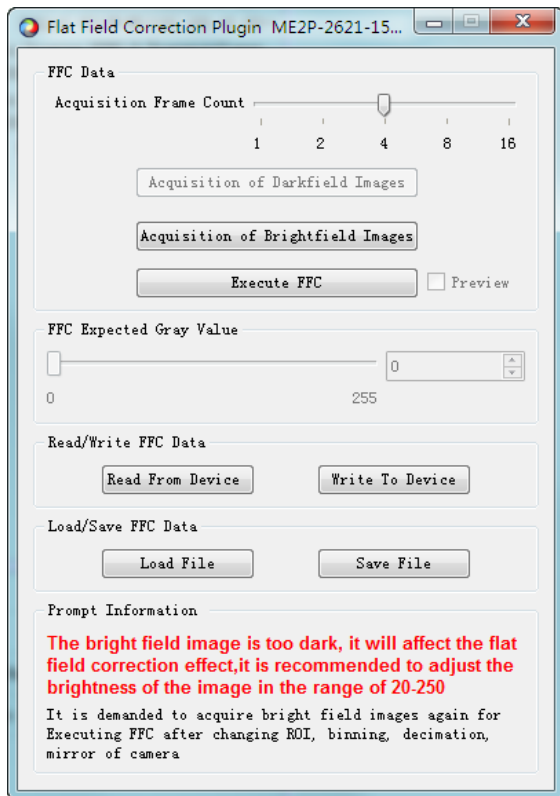 Flat Field Correction Plugin ME2P-2621-15...
FFC Data
Acquisition Frame Count
1 2 4 8 16
Acquisition of Darkfield Images
Acquisition of Brightfield Images
Execute FFC Preview
FFC Expected Gray Value
0
0 255
Read/Write FFC Data
Read From Device Write To Device
Load/Save FFC Data
Load File Save File
Prompt Information
The bright field image is too dark, it will affect the flat
field correction effect,it is recommended to adjust the
brightness of the image in the range of 20-250
It is demanded to acquire bright field images again for
Executing FFC after changing ROI, binning, decimation,
mirror of camera